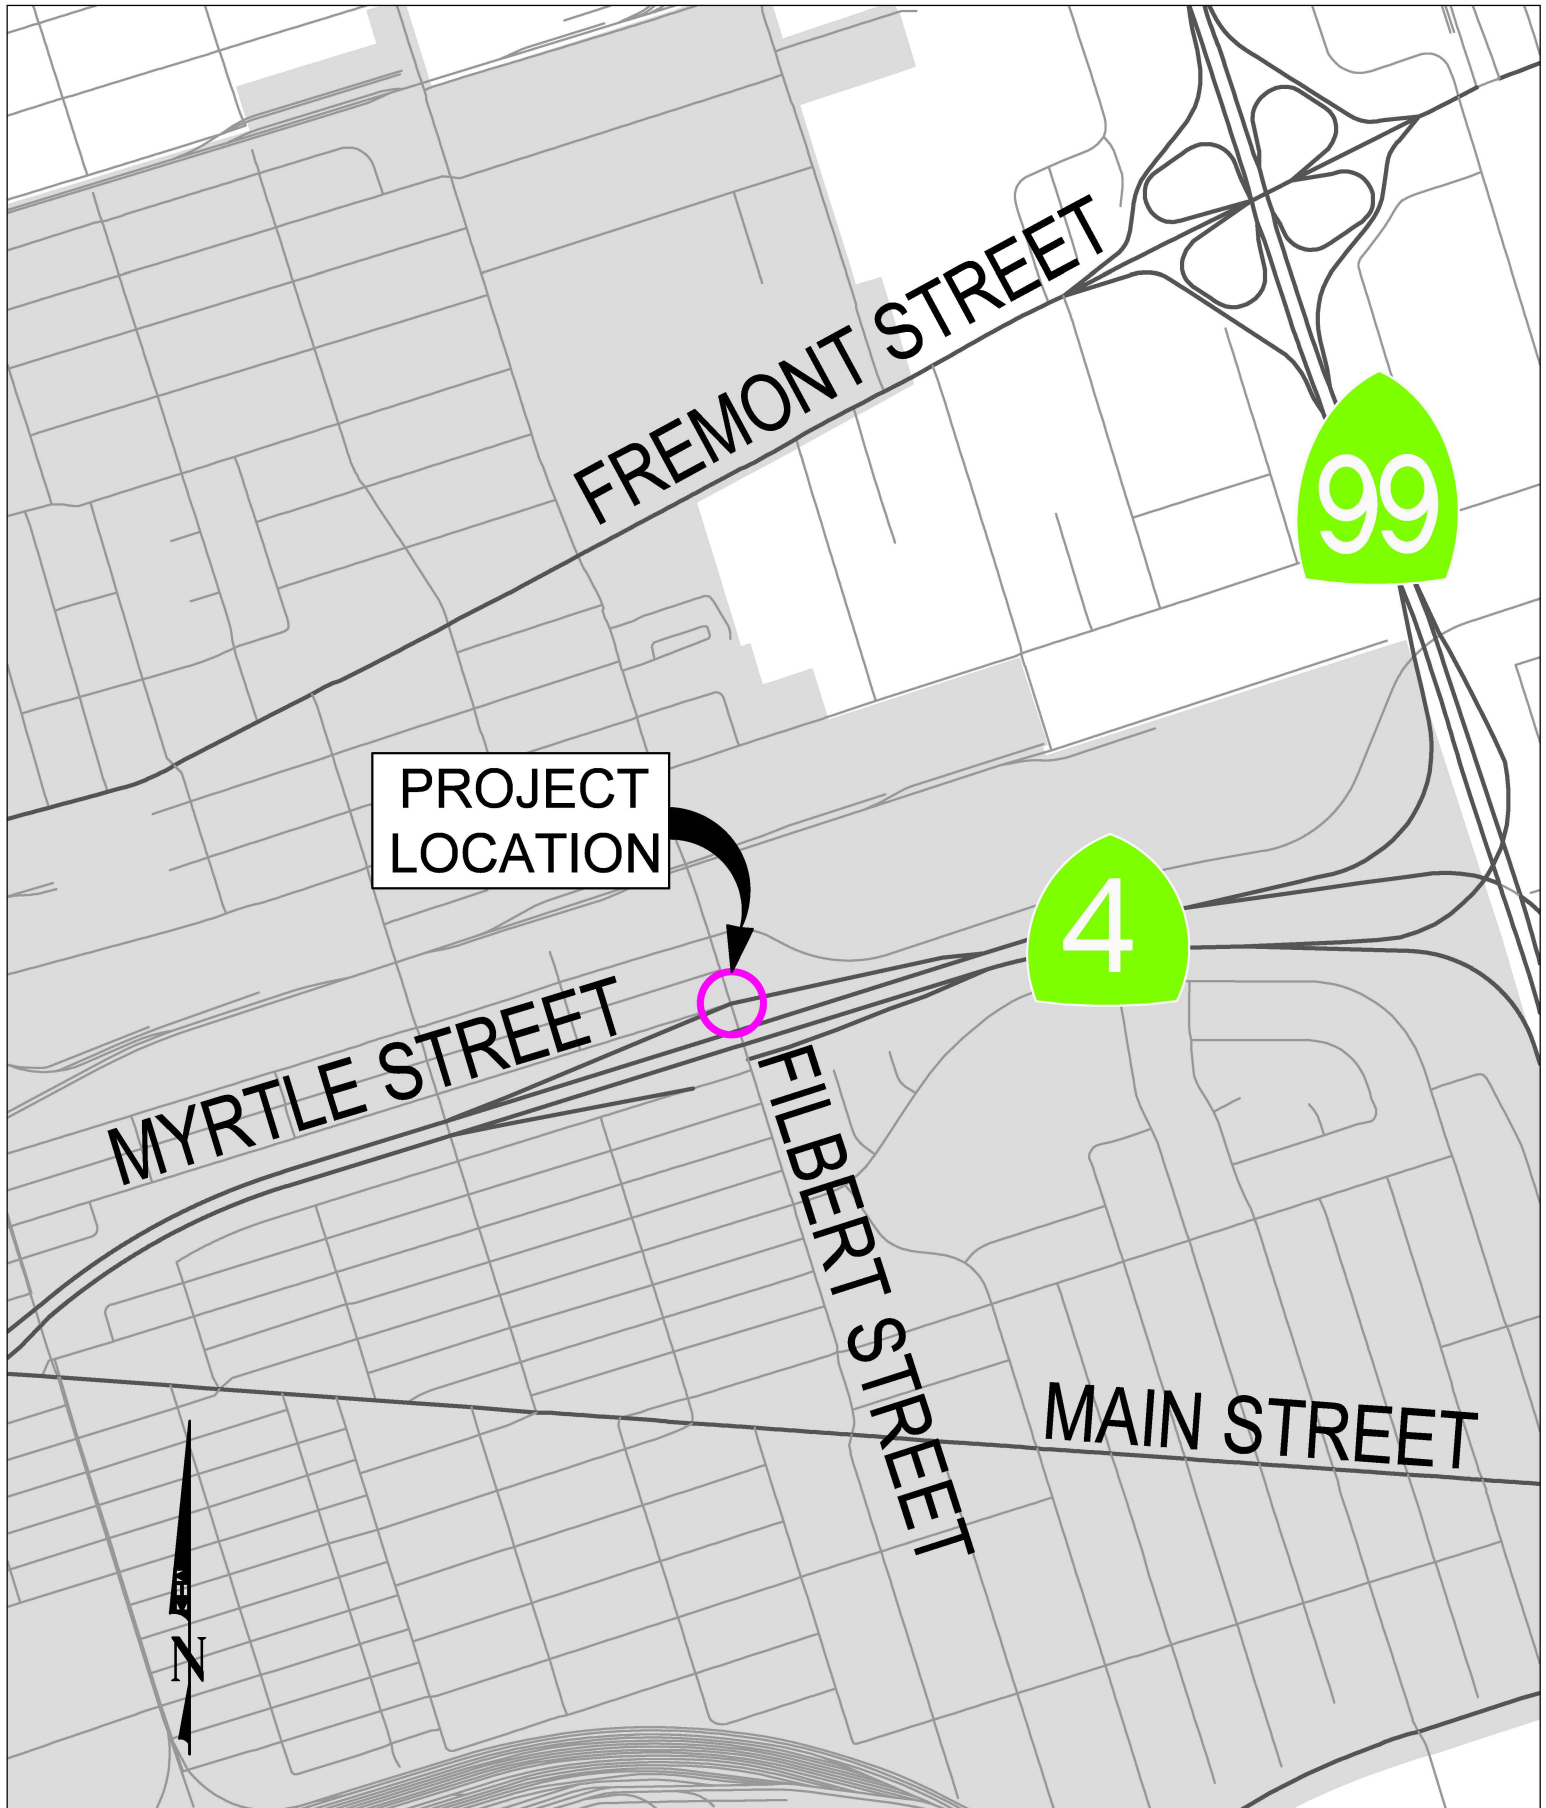 FREMONT STREET
99
PROJECT
LOCATION
4
MYRTLE STREET
FILBERT STREET
MAIN STREET
N